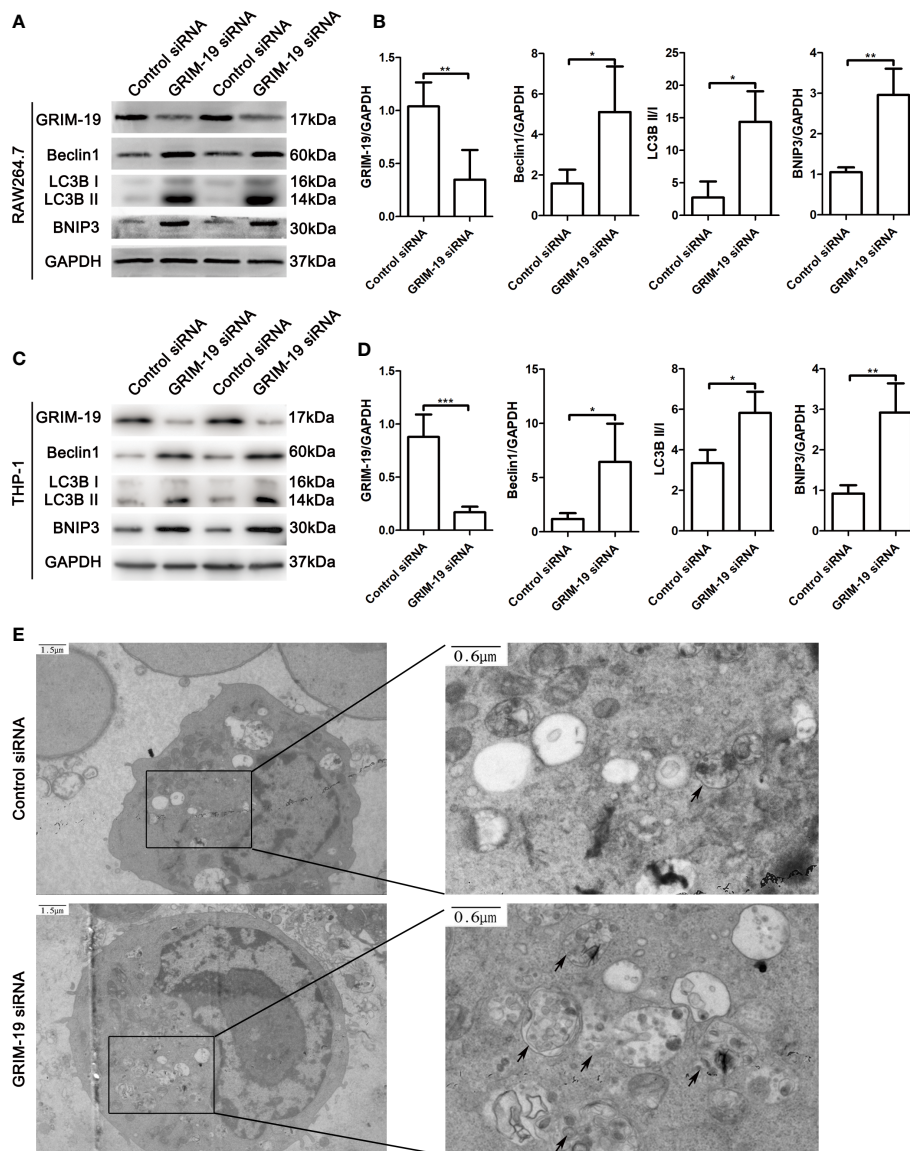 A
Control siRNA
GRIM-19 siRNA
Control siRNA
GRIM-19 siRNA
RAW264.7
GRIM-19 17kDa
Beclin1 60kDa
LC3B I 16kDa
LC3B II 14kDa
BNIP3 30kDa
GAPDH 37kDa
B
GRIM-19/GAPDH
1.5
1.0
0.5
0.0
**
Control siRNA
GRIM-19 siRNA
Beclin1/GAPDH
8
6
4
2
0
*
Control siRNA
GRIM-19 siRNA
LC3B II/I
25
20
15
10
5
0
*
Control siRNA
GRIM-19 siRNA
BNIP3/GAPDH
4
3
2
1
0
**
Control siRNA
GRIM-19 siRNA
C
Control siRNA
GRIM-19 siRNA
Control siRNA
GRIM-19 siRNA
THP-1
GRIM-19 17kDa
Beclin1 60kDa
LC3B I 16kDa
LC3B II 14kDa
BNIP3 30kDa
GAPDH 37kDa
D
GRIM-19/GAPDH
1.5
1.0
0.5
0.0
***
Control siRNA
GRIM-19 siRNA
Beclin1/GAPDH
15
10
5
0
*
Control siRNA
GRIM-19 siRNA
LC3B II/I
8
6
4
2
0
*
Control siRNA
GRIM-19 siRNA
BNIP3/GAPDH
4
3
2
1
0
**
Control siRNA
GRIM-19 siRNA
E
Control siRNA
1.5μm
0.6μm
GRIM-19 siRNA
1.5μm
0.6μm